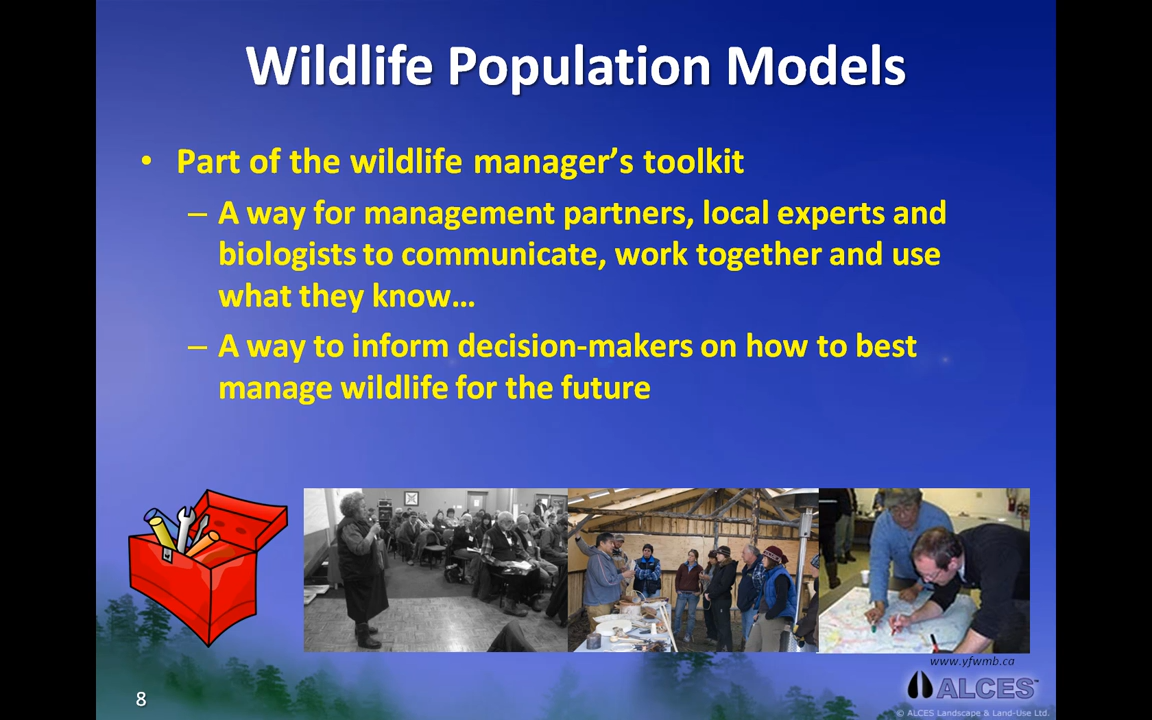 Wildlife Population Models
• Part of the wildlife manager’s toolkit
– A way for management partners, local experts and
biologists to communicate, work together and use
what they know…
– A way to inform decision-makers on how to best
manage wildlife for the future
www.yfwmb.ca
8
ALCES™
© ALCES Landscape & Land-Use Ltd.